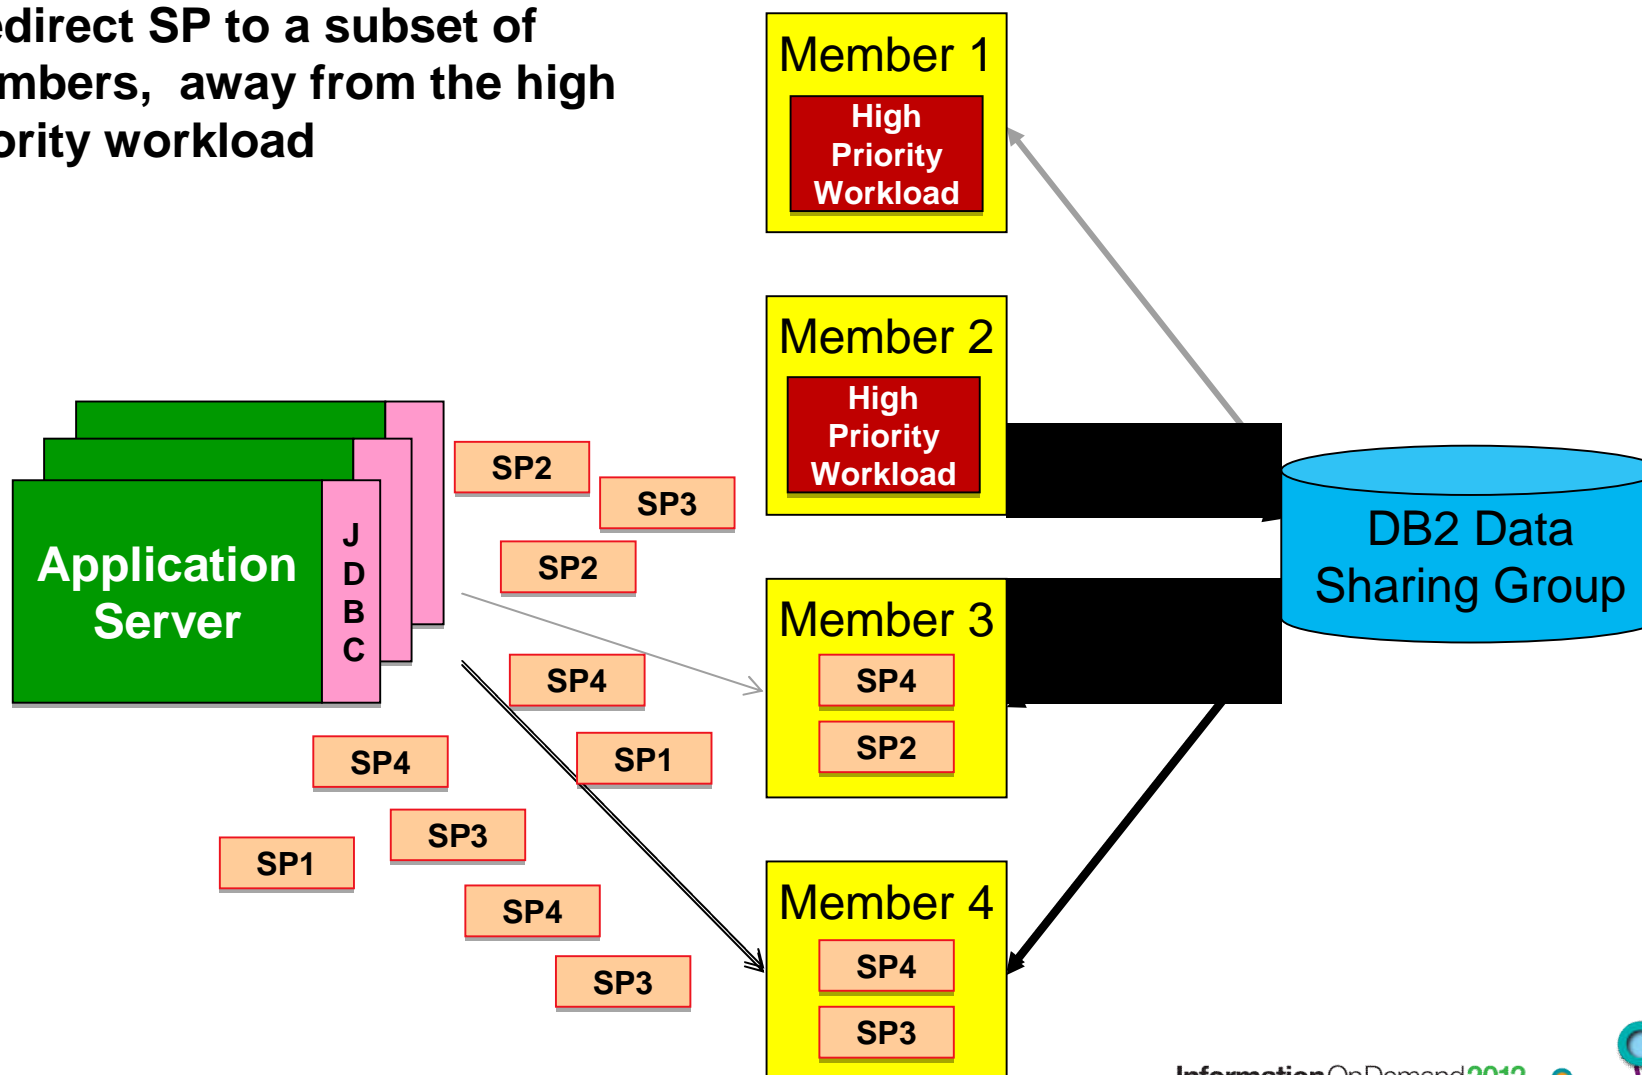 edirect SP to a subset of
mbers, away from the high
ority workload
Member 1
High
Priority
Workload
Member 2
High
Priority
Workload
SP2
SP3
SP2
J
D
B
C
Application
Server
DB2 Data
Sharing Group
Member 3
SP4
SP2
SP4
SP1
SP4
SP3
SP1
SP4
SP3
Member 4
SP4
SP3
InformationOnDemand2012